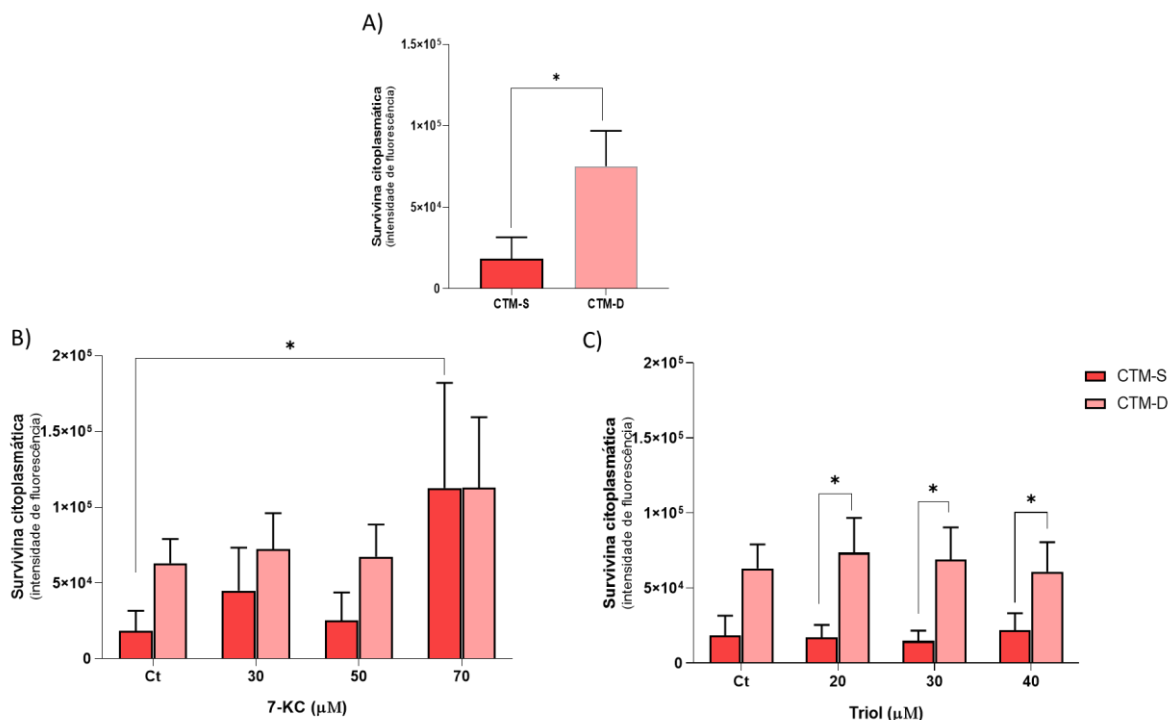 A)
Survivina citoplasmática
(intensidade de fluorescência)
1.5×10⁵
1×10⁵
5×10⁴
0
*
CTM-S
CTM-D
B)
Survivina citoplasmática
(intensidade de fluorescência)
2×10⁵
1.5×10⁵
1×10⁵
5×10⁴
0
*
Ct
30
50
70
7-KC (μM)
C)
Survivina citoplasmática
(intensidade de fluorescência)
2×10⁵
1.5×10⁵
1×10⁵
5×10⁴
0
*
*
*
Ct
20
30
40
Triol (μM)
CTM-S
CTM-D